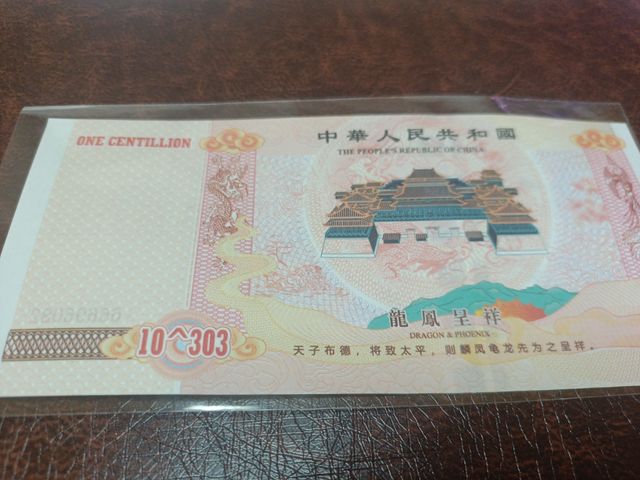 ONE CENTILLION
中華人民共和國
THE PEOPLE'S REPUBLIC OF CHINA
龍鳳呈祥
DRAGON & PHOENIX
10^303
天子布德，将致太平，则麟凤龟龙先为之呈祥。